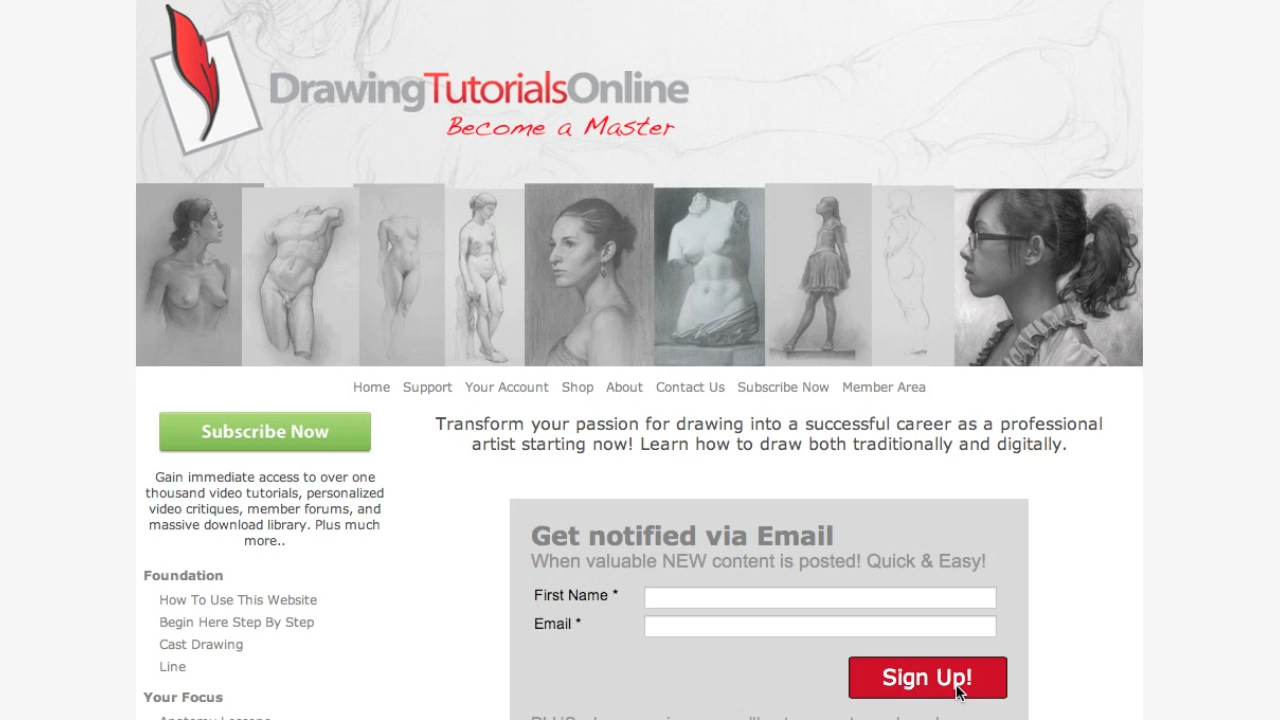 DrawingTutorialsOnline
Become a Master
Home Support Your Account Shop About Contact Us Subscribe Now Member Area
Subscribe Now
Gain immediate access to over one
thousand video tutorials, personalized
video critiques, member forums, and
massive download library. Plus much
more..
Foundation
How To Use This Website
Begin Here Step By Step
Cast Drawing
Line
Your Focus
Transform your passion for drawing into a successful career as a professional
artist starting now! Learn how to draw both traditionally and digitally.
Get notified via Email
When valuable NEW content is posted! Quick & Easy!
First Name *
Email *
Sign Up!